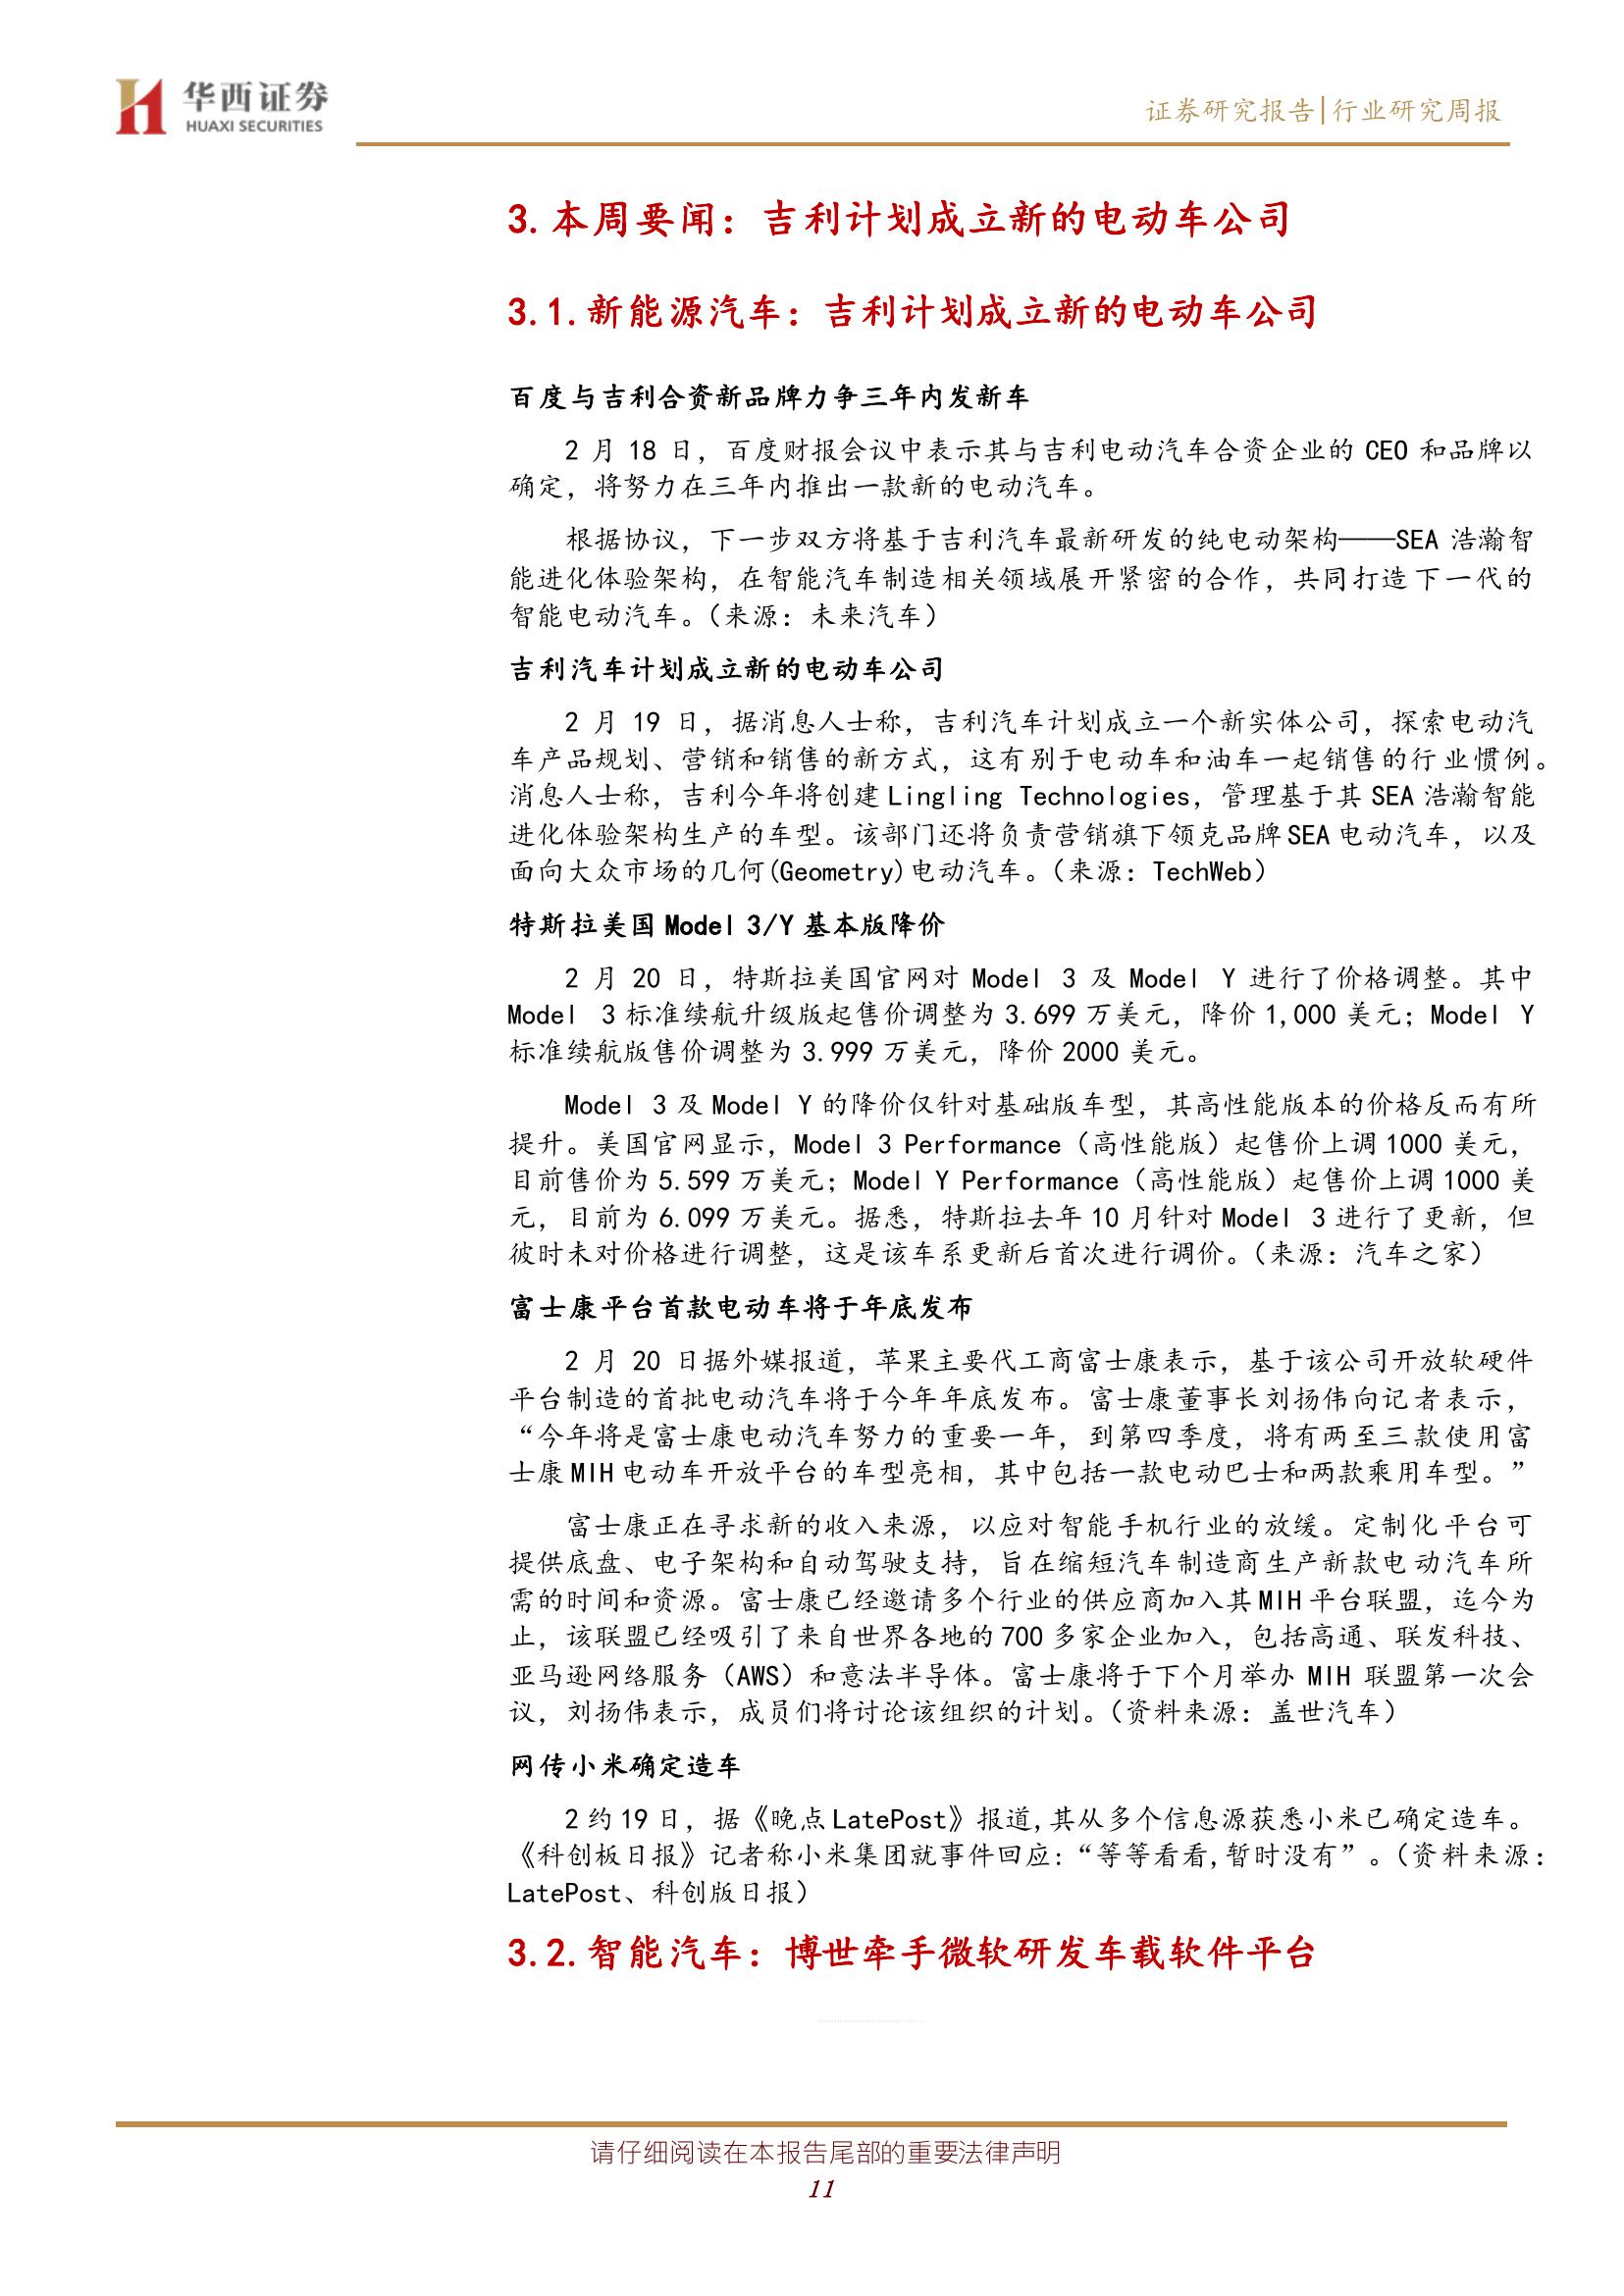 华西证券
HUAXI SECURITIES
证券研究报告|行业研究周报
3.本周要闻：吉利计划成立新的电动车公司
3.1.新能源汽车：吉利计划成立新的电动车公司
百度与吉利合资新品牌力争三年内发新车
2 月 18 日，百度财报会议中表示其与吉利电动汽车合资企业的 CEO 和品牌以
确定，将努力在三年内推出一款新的电动汽车。
根据协议，下一步双方将基于吉利汽车最新研发的纯电动架构——SEA 浩瀚智
能进化体验架构，在智能汽车制造相关领域展开紧密的合作，共同打造下一代的
智能电动汽车。（来源：未来汽车）
吉利汽车计划成立新的电动车公司
2 月 19 日，据消息人士称，吉利汽车计划成立一个新实体公司，探索电动汽
车产品规划、营销和销售的新方式，这有别于电动车和油车一起销售的行业惯例。
消息人士称，吉利今年将创建 Lingling Technologies，管理基于其 SEA 浩瀚智能
进化体验架构生产的车型。该部门还将负责营销旗下领克品牌 SEA 电动汽车，以及
面向大众市场的几何(Geometry)电动汽车。（来源：TechWeb）
特斯拉美国 Model 3/Y 基本版降价
2 月 20 日，特斯拉美国官网对 Model 3 及 Model Y 进行了价格调整。其中
Model 3 标准续航升级版起售价调整为 3.699 万美元，降价 1,000 美元；Model Y
标准续航版售价调整为 3.999 万美元，降价 2000 美元。
Model 3 及 Model Y 的降价仅针对基础版车型，其高性能版本的价格反而有所
提升。美国官网显示，Model 3 Performance（高性能版）起售价上调 1000 美元，
目前售价为 5.599 万美元；Model Y Performance（高性能版）起售价上调 1000 美
元，目前为 6.099 万美元。据悉，特斯拉去年 10 月针对 Model 3 进行了更新，但
彼时未对价格进行调整，这是该车系更新后首次进行调价。（来源：汽车之家）
富士康平台首款电动车将于年底发布
2 月 20 日据外媒报道，苹果主要代工商富士康表示，基于该公司开放软硬件
平台制造的首批电动汽车将于今年年底发布。富士康董事长刘扬伟向记者表示，
“今年将是富士康电动汽车努力的重要一年，到第四季度，将有两至三款使用富
士康 MIH 电动车开放平台的车型亮相，其中包括一款电动巴士和两款乘用车型。”
富士康正在寻求新的收入来源，以应对智能手机行业的放缓。定制化平台可
提供底盘、电子架构和自动驾驶支持，旨在缩短汽车制造商生产新款电动汽车所
需的时间和资源。富士康已经邀请多个行业的供应商加入其 MIH 平台联盟，迄今为
止，该联盟已经吸引了来自世界各地的 700 多家企业加入，包括高通、联发科技、
亚马逊网络服务（AWS）和意法半导体。富士康将于下个月举办 MIH 联盟第一次会
议，刘扬伟表示，成员们将讨论该组织的计划。（资料来源：盖世汽车）
网传小米确定造车
2 约 19 日，据《晚点 LatePost》报道,其从多个信息源获悉小米已确定造车。
《科创板日报》记者称小米集团就事件回应:“等等看看,暂时没有”。（资料来源：
LatePost、科创版日报）
3.2.智能汽车：博世牵手微软研发车载软件平台
请仔细阅读在本报告尾部的重要法律声明
11